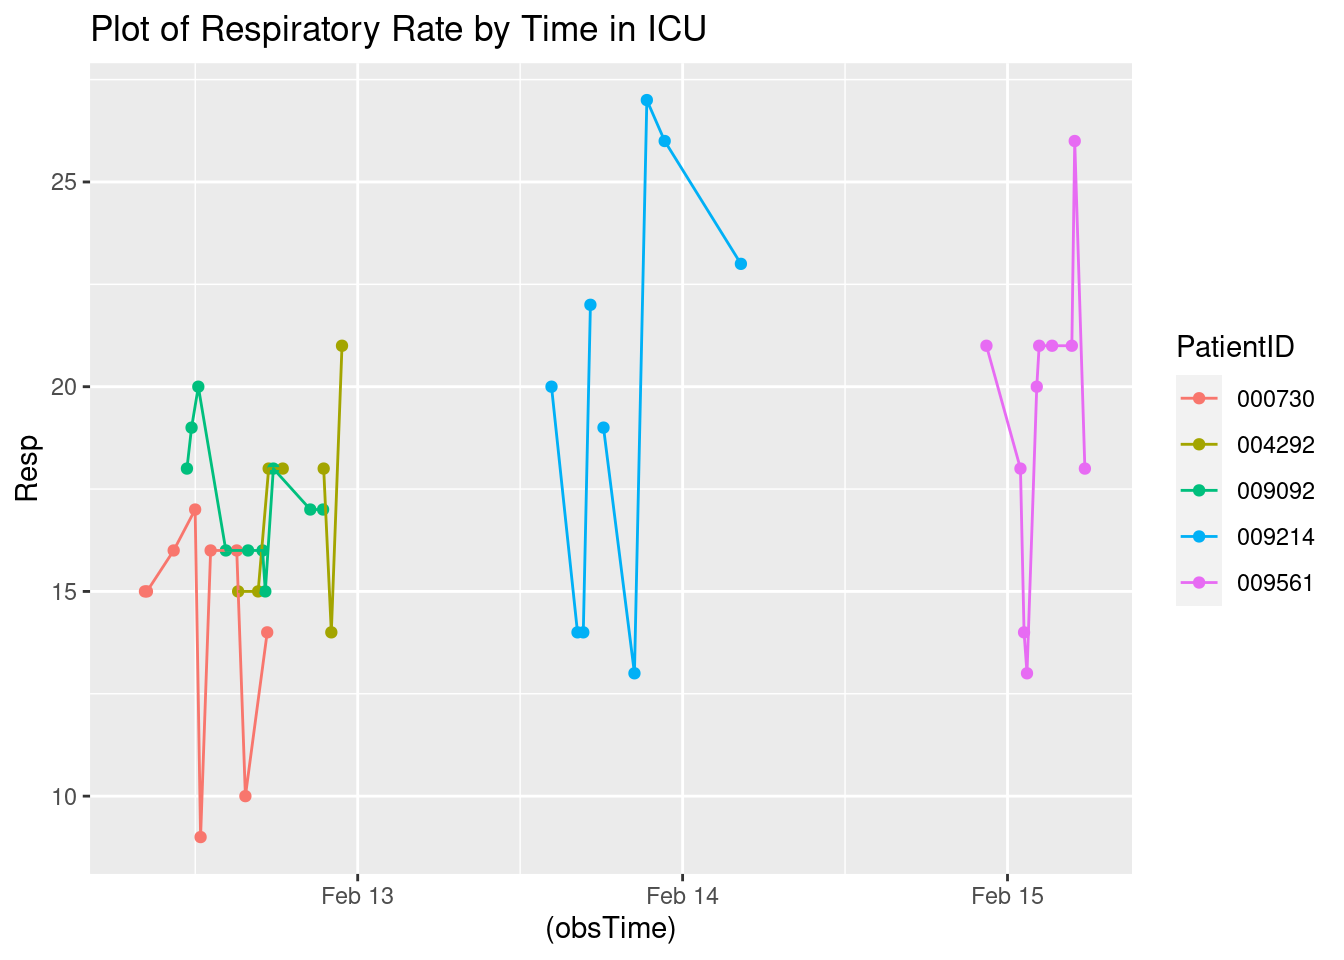 Plot of Respiratory Rate by Time in ICU
Resp
25
20
15
10
Feb 13
Feb 14
Feb 15
(obsTime)
PatientID
000730
004292
009092
009214
009561